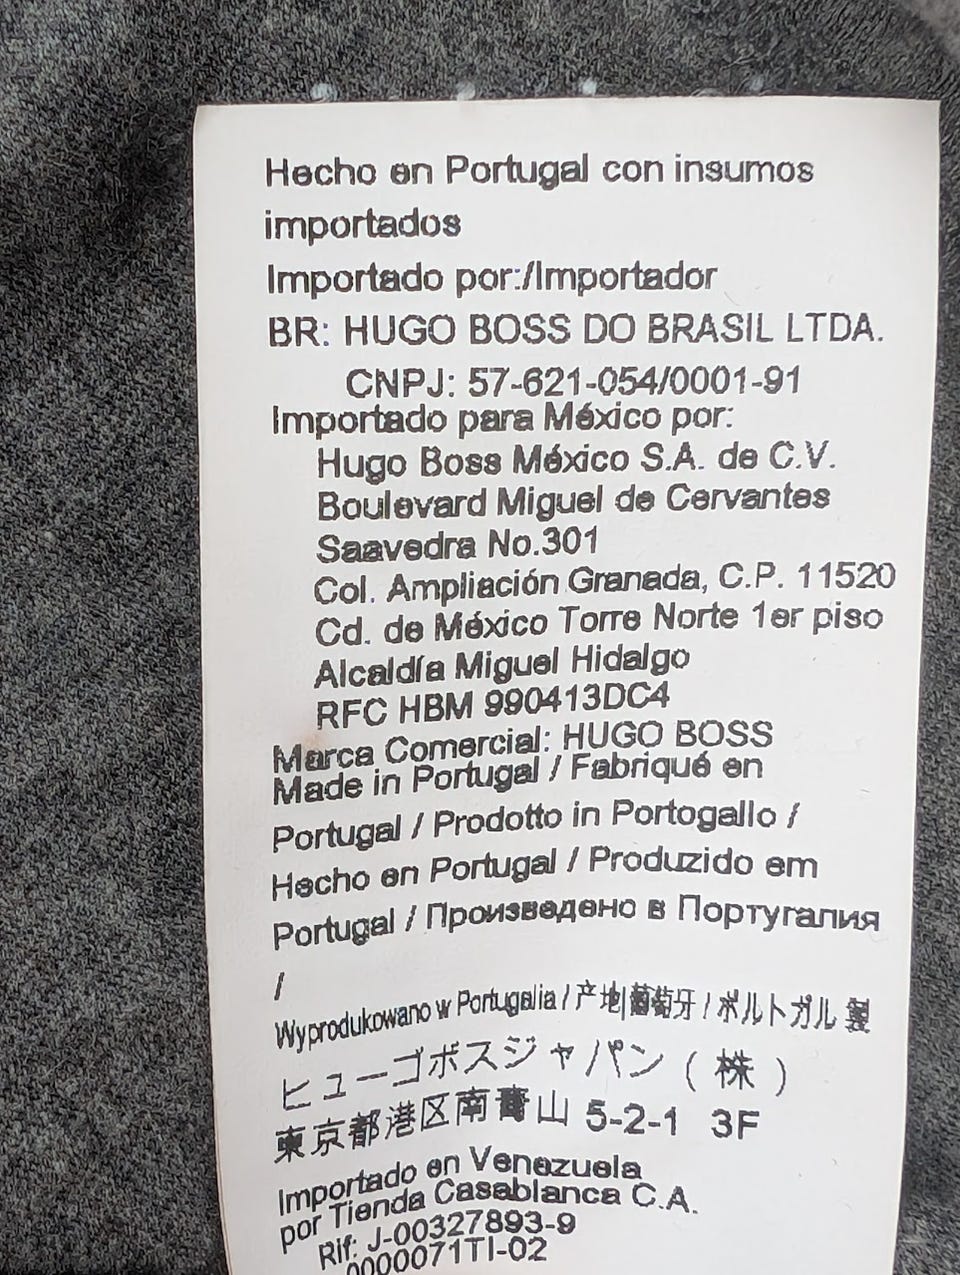 Hecho en Portugal con insumos
importados
Importado por:/Importador
BR: HUGO BOSS DO BRASIL LTDA.
CNPJ: 57-621-054/0001-91
Importado para México por:
Hugo Boss México S.A. de C.V.
Boulevard Miguel de Cervantes
Saavedra No.301
Col. Ampliación Granada, C.P. 11520
Cd. de México Torre Norte 1er piso
Alcaldía Miguel Hidalgo
RFC HBM 990413DC4
Marca Comercial: HUGO BOSS
Made in Portugal / Fabriqué en
Portugal / Prodotto in Portogallo /
Hecho en Portugal / Produzido em
Portugal / Произведено в Португалия
/
Wyprodukowano w Portugalia / 产地葡萄牙 / ポルトガル製
ヒューゴボスジャパン（株）
東京都港区南青山 5-2-1 3F
Importado en Venezuela
por Tienda Casablanca C.A.
Rif: J-00327893-9
0000071TI-02